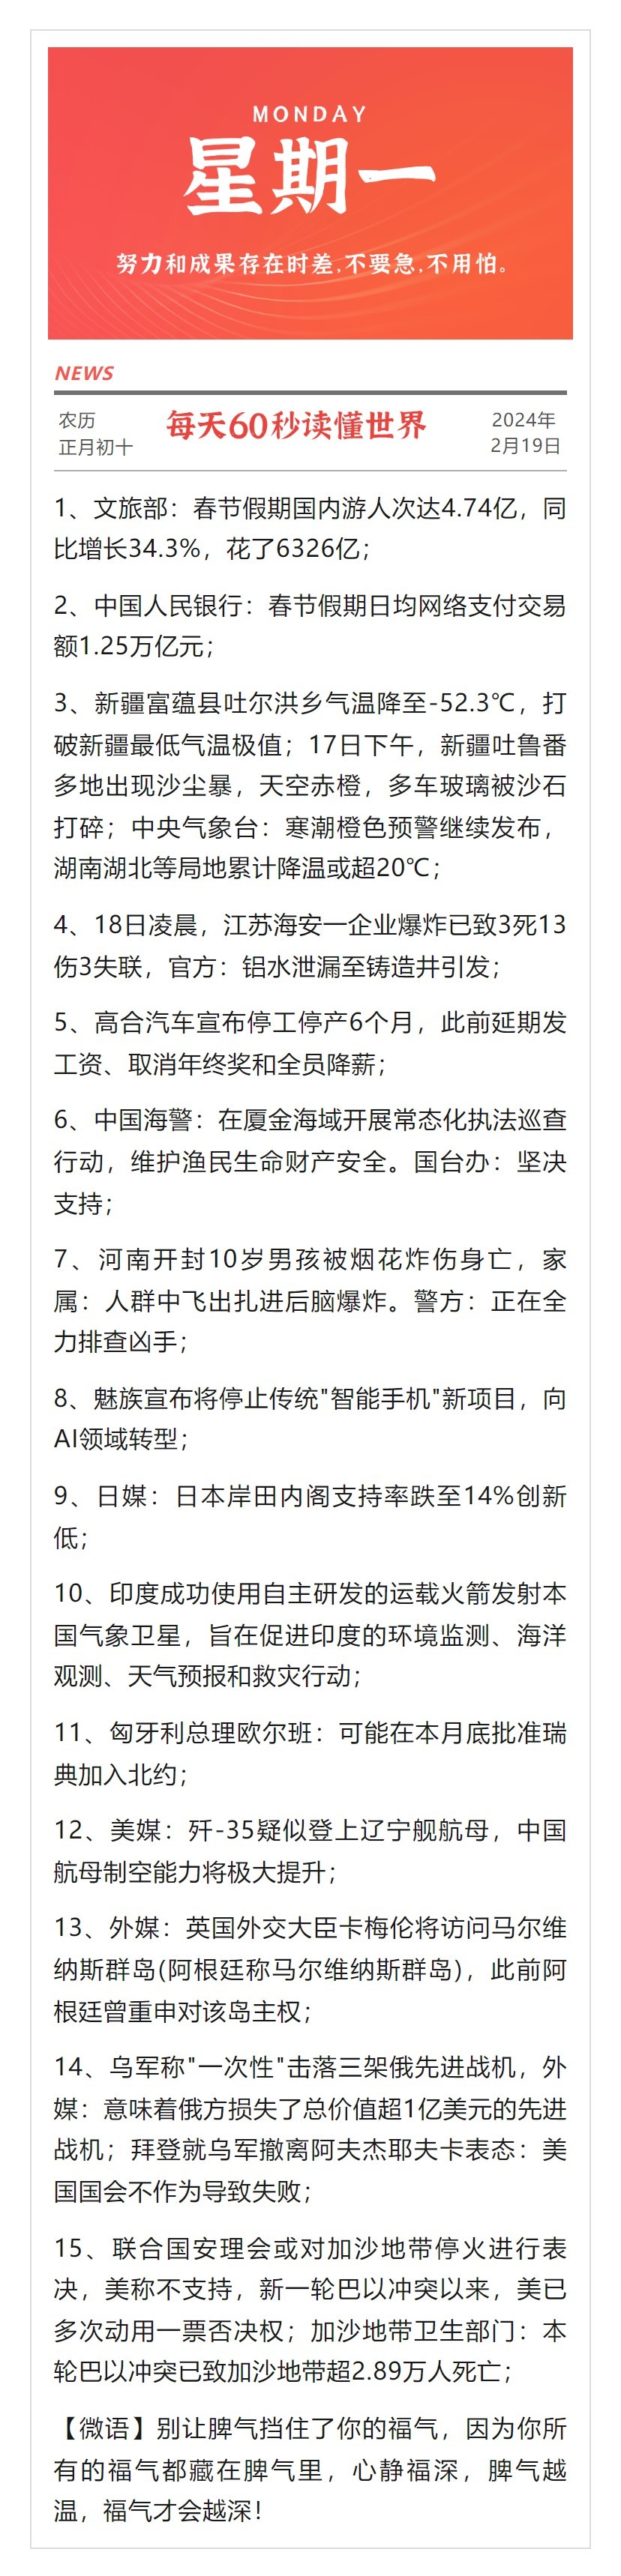 MONDAY
星期一
努力和成果存在时差,不要急,不用怕。
NEWS
农历
正月初十
每天60秒读懂世界
2024年
2月19日
1、文旅部：春节假期国内游人次达4.74亿，同
比增长34.3%，花了6326亿；
2、中国人民银行：春节假期日均网络支付交易
额1.25万亿元；
3、新疆富蕴县吐尔洪乡气温降至-52.3℃，打
破新疆最低气温极值；17日下午，新疆吐鲁番
多地出现沙尘暴，天空赤橙，多车玻璃被沙石
打碎；中央气象台：寒潮橙色预警继续发布，
湖南湖北等局地累计降温或超20℃；
4、18日凌晨，江苏海安一企业爆炸已致3死13
伤3失联，官方：铝水泄漏至铸造井引发；
5、高合汽车宣布停工停产6个月，此前延期发
工资、取消年终奖和全员降薪；
6、中国海警：在厦金海域开展常态化执法巡查
行动，维护渔民生命财产安全。国台办：坚决
支持；
7、河南开封10岁男孩被烟花炸伤身亡，家
属：人群中飞出扎进后脑爆炸。警方：正在全
力排查凶手；
8、魅族宣布将停止传统"智能手机"新项目，向
AI领域转型；
9、日媒：日本岸田内阁支持率跌至14%创新
低；
10、印度成功使用自主研发的运载火箭发射本
国气象卫星，旨在促进印度的环境监测、海洋
观测、天气预报和救灾行动；
11、匈牙利总理欧尔班：可能在本月底批准瑞
典加入北约；
12、美媒：歼-35疑似登上辽宁舰航母，中国
航母制空能力将极大提升；
13、外媒：英国外交大臣卡梅伦将访问马尔维
纳斯群岛(阿根廷称马尔维纳斯群岛)，此前阿
根廷曾重申对该岛主权；
14、乌军称"一次性"击落三架俄先进战机，外
媒：意味着俄方损失了总价值超1亿美元的先进
战机；拜登就乌军撤离阿夫杰耶夫卡表态：美
国国会不作为导致失败；
15、联合国安理会或对加沙地带停火进行表
决，美称不支持，新一轮巴以冲突以来，美已
多次动用一票否决权；加沙地带卫生部门：本
轮巴以冲突已致加沙地带超2.89万人死亡；
【微语】别让脾气挡住了你的福气，因为你所
有的福气都藏在脾气里，心静福深，脾气越
温，福气才会越深！